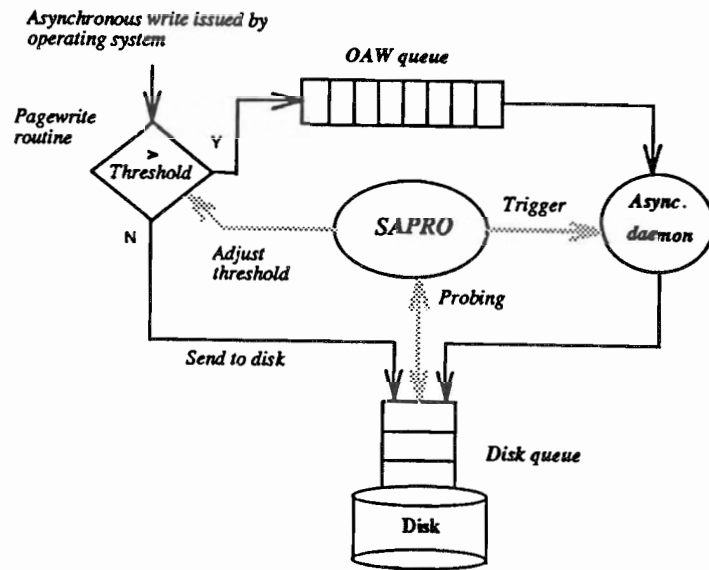 Asynchronous write issued by
operating system
OAW queue
Pagewrite
routine
Y
>
Threshold
N
SAPRO
Trigger
Async.
daemon
Adjust
threshold
Probing
Send to disk
Disk queue
Disk